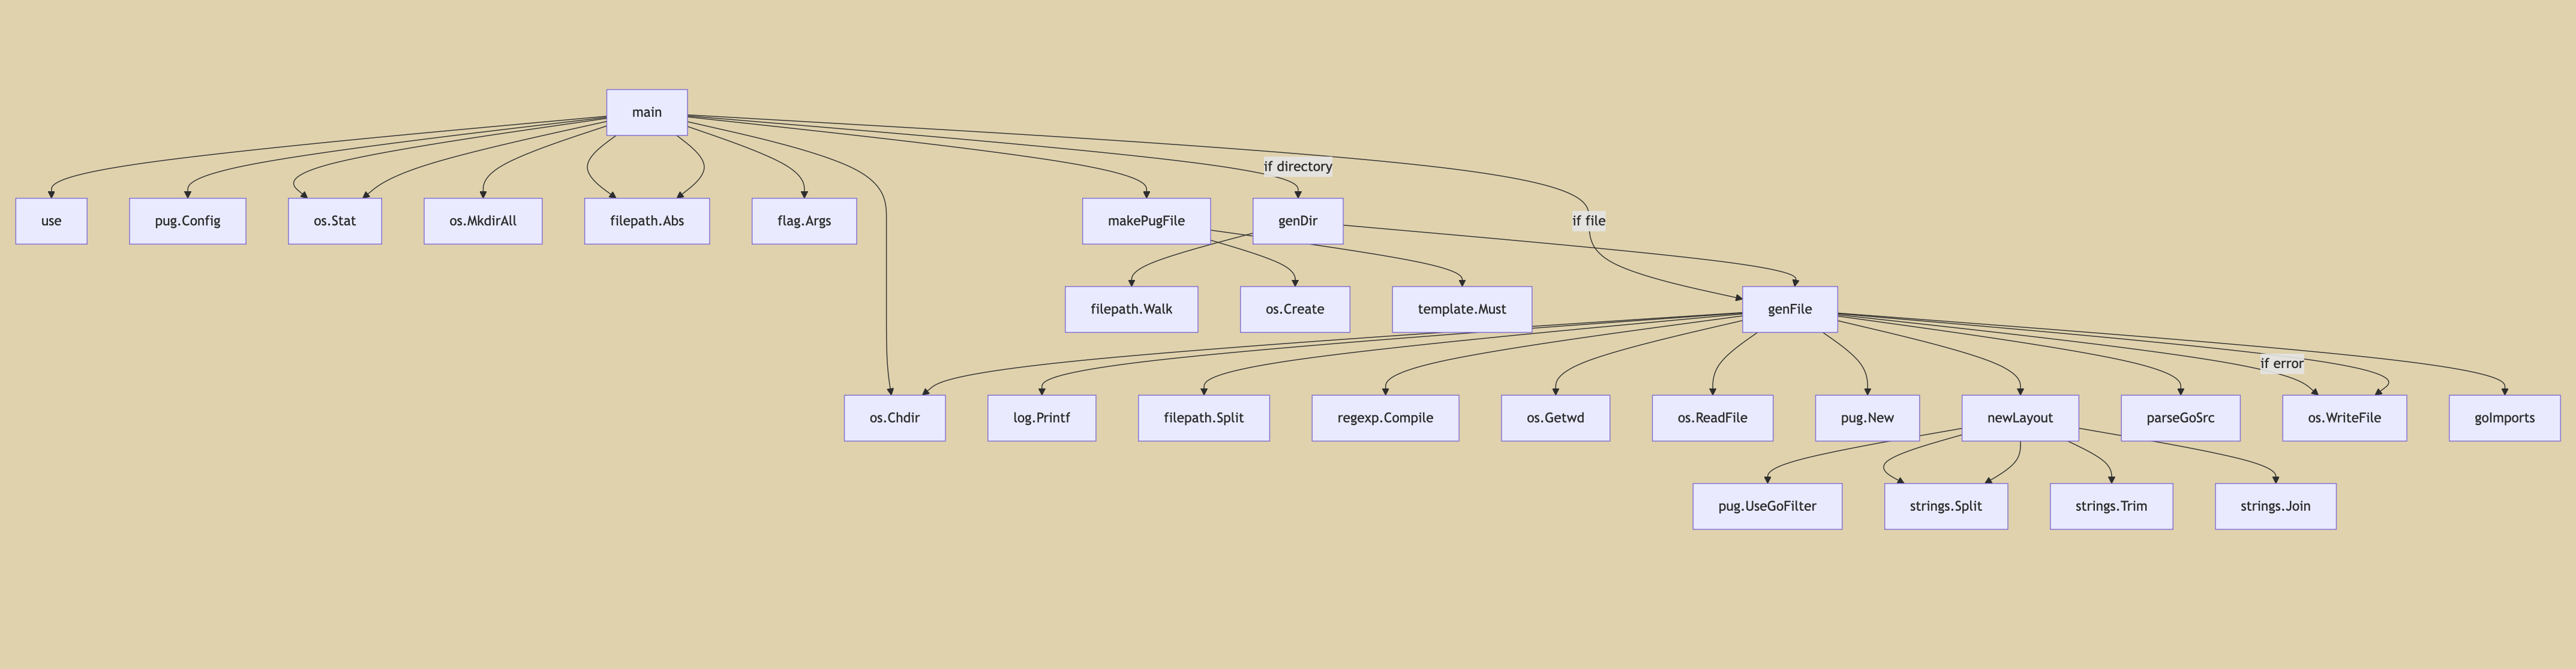 main
if directory
use
pug.Config
os.Stat
os.MkdirAll
filepath.Abs
flag.Args
makePugFile
genDir
if file
filepath.Walk
os.Create
template.Must
genFile
if error
os.Chdir
log.Printf
filepath.Split
regexp.Compile
os.Getwd
os.ReadFile
pug.New
newLayout
parseGoSrc
os.WriteFile
goImports
pug.UseGoFilter
strings.Split
strings.Trim
strings.Join